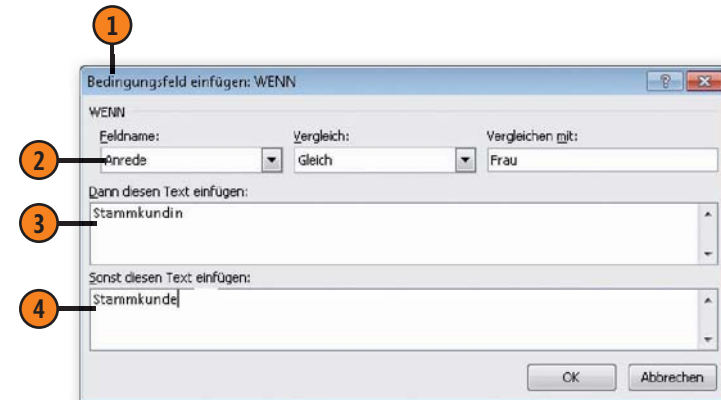 1
Bedingungsfeld einfügen: WENN
WENN
Feldname: Vergleich: Vergleichen mit:
2 Anrede Gleich Frau
Dann diesen Text einfügen:
3 Stammkundin
Sonst diesen Text einfügen:
4 Stammkunde
OK Abbrechen